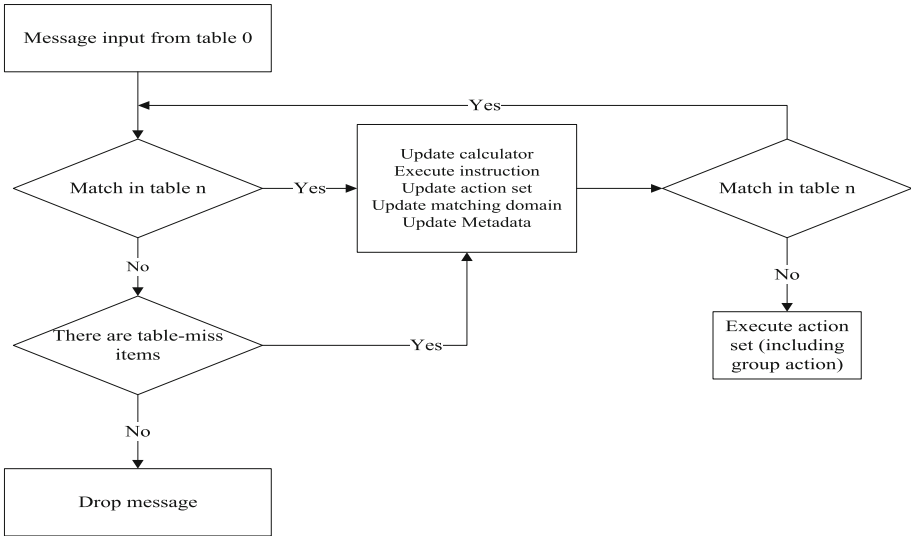 Message input from table 0
Yes
Match in table n
Yes
Update calculator
Execute instruction
Update action set
Update matching domain
Update Metadata
Match in table n
No
No
There are table-miss
items
Yes
Execute action
set (including
group action)
No
Drop message